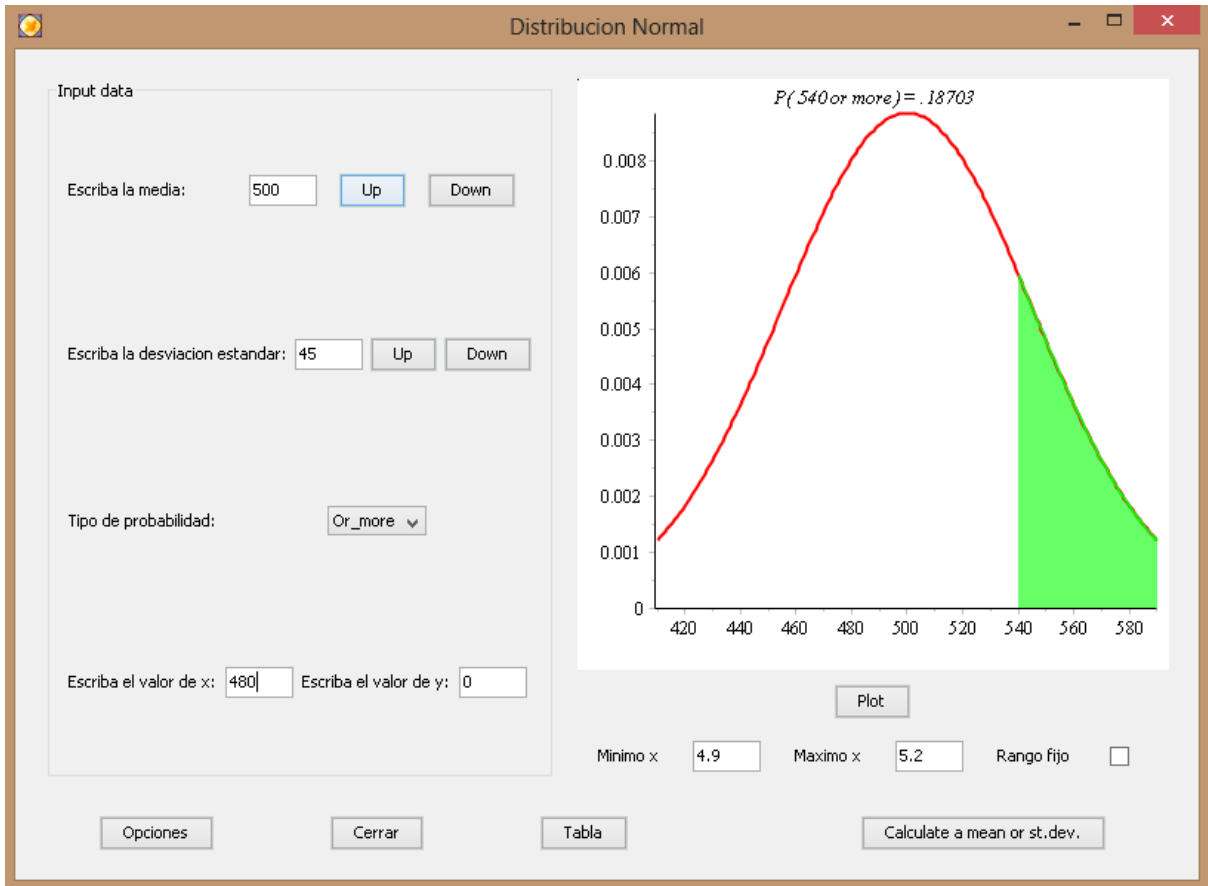 Distribucion Normal
Input data
Escriba la media: 500 Up Down
Escriba la desviacion estandar: 45 Up Down
Tipo de probabilidad: Or_more
Escriba el valor de x: 480 Escriba el valor de y: 0
P( 540 or more ) = .18703
0.008
0.007
0.006
0.005
0.004
0.003
0.002
0.001
0
420 440 460 480 500 520 540 560 580
Plot
Minimo x 4.9 Maximo x 5.2 Rango fijo
Opciones Cerrar Tabla Calculate a mean or st.dev.